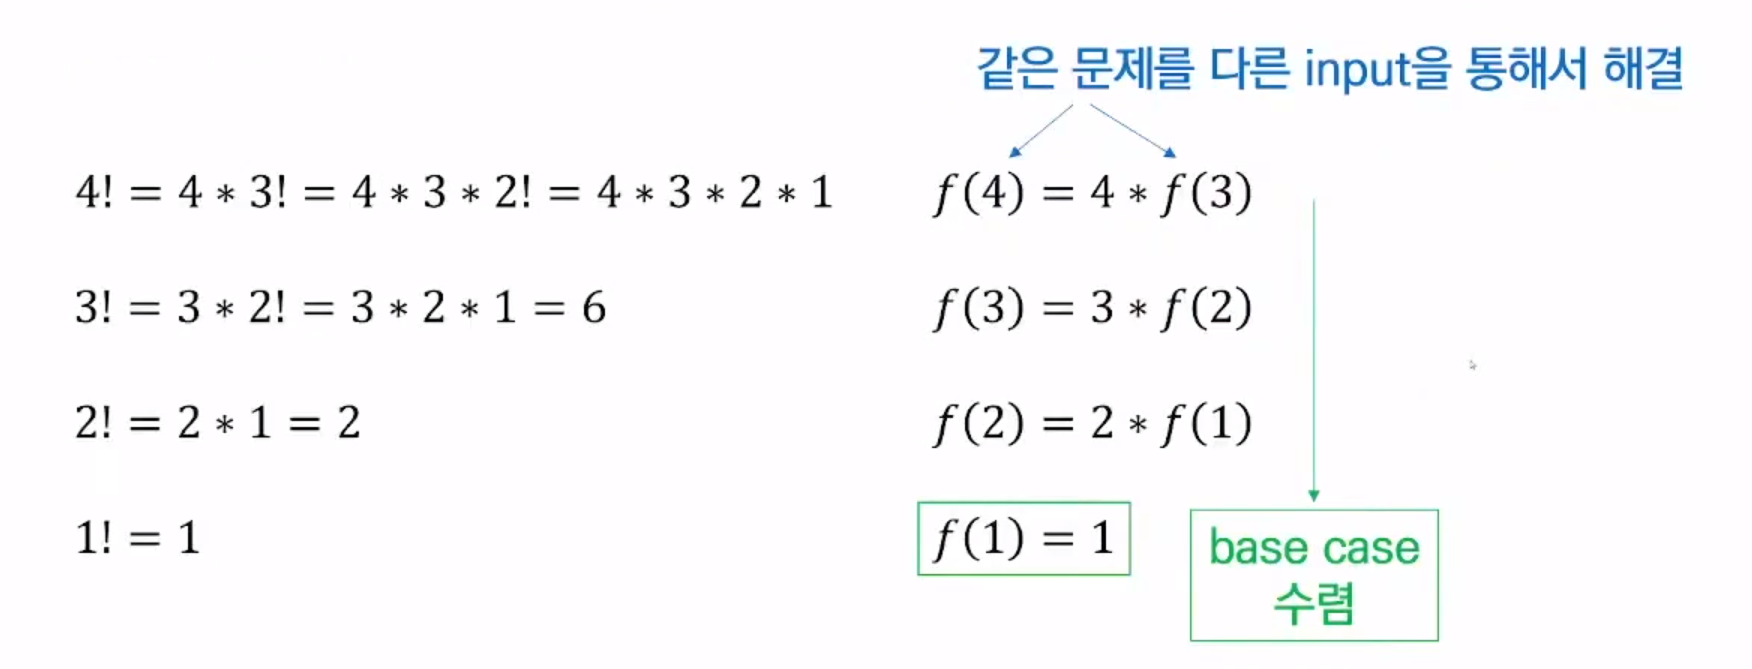 같은 문제를 다른 input을 통해서 해결
4! = 4 ∗ 3! = 4 ∗ 3 ∗ 2! = 4 ∗ 3 ∗ 2 ∗ 1
f(4) = 4 ∗ f(3)
3! = 3 ∗ 2! = 3 ∗ 2 ∗ 1 = 6
f(3) = 3 ∗ f(2)
2! = 2 ∗ 1 = 2
f(2) = 2 ∗ f(1)
1! = 1
f(1) = 1
base case
수렴